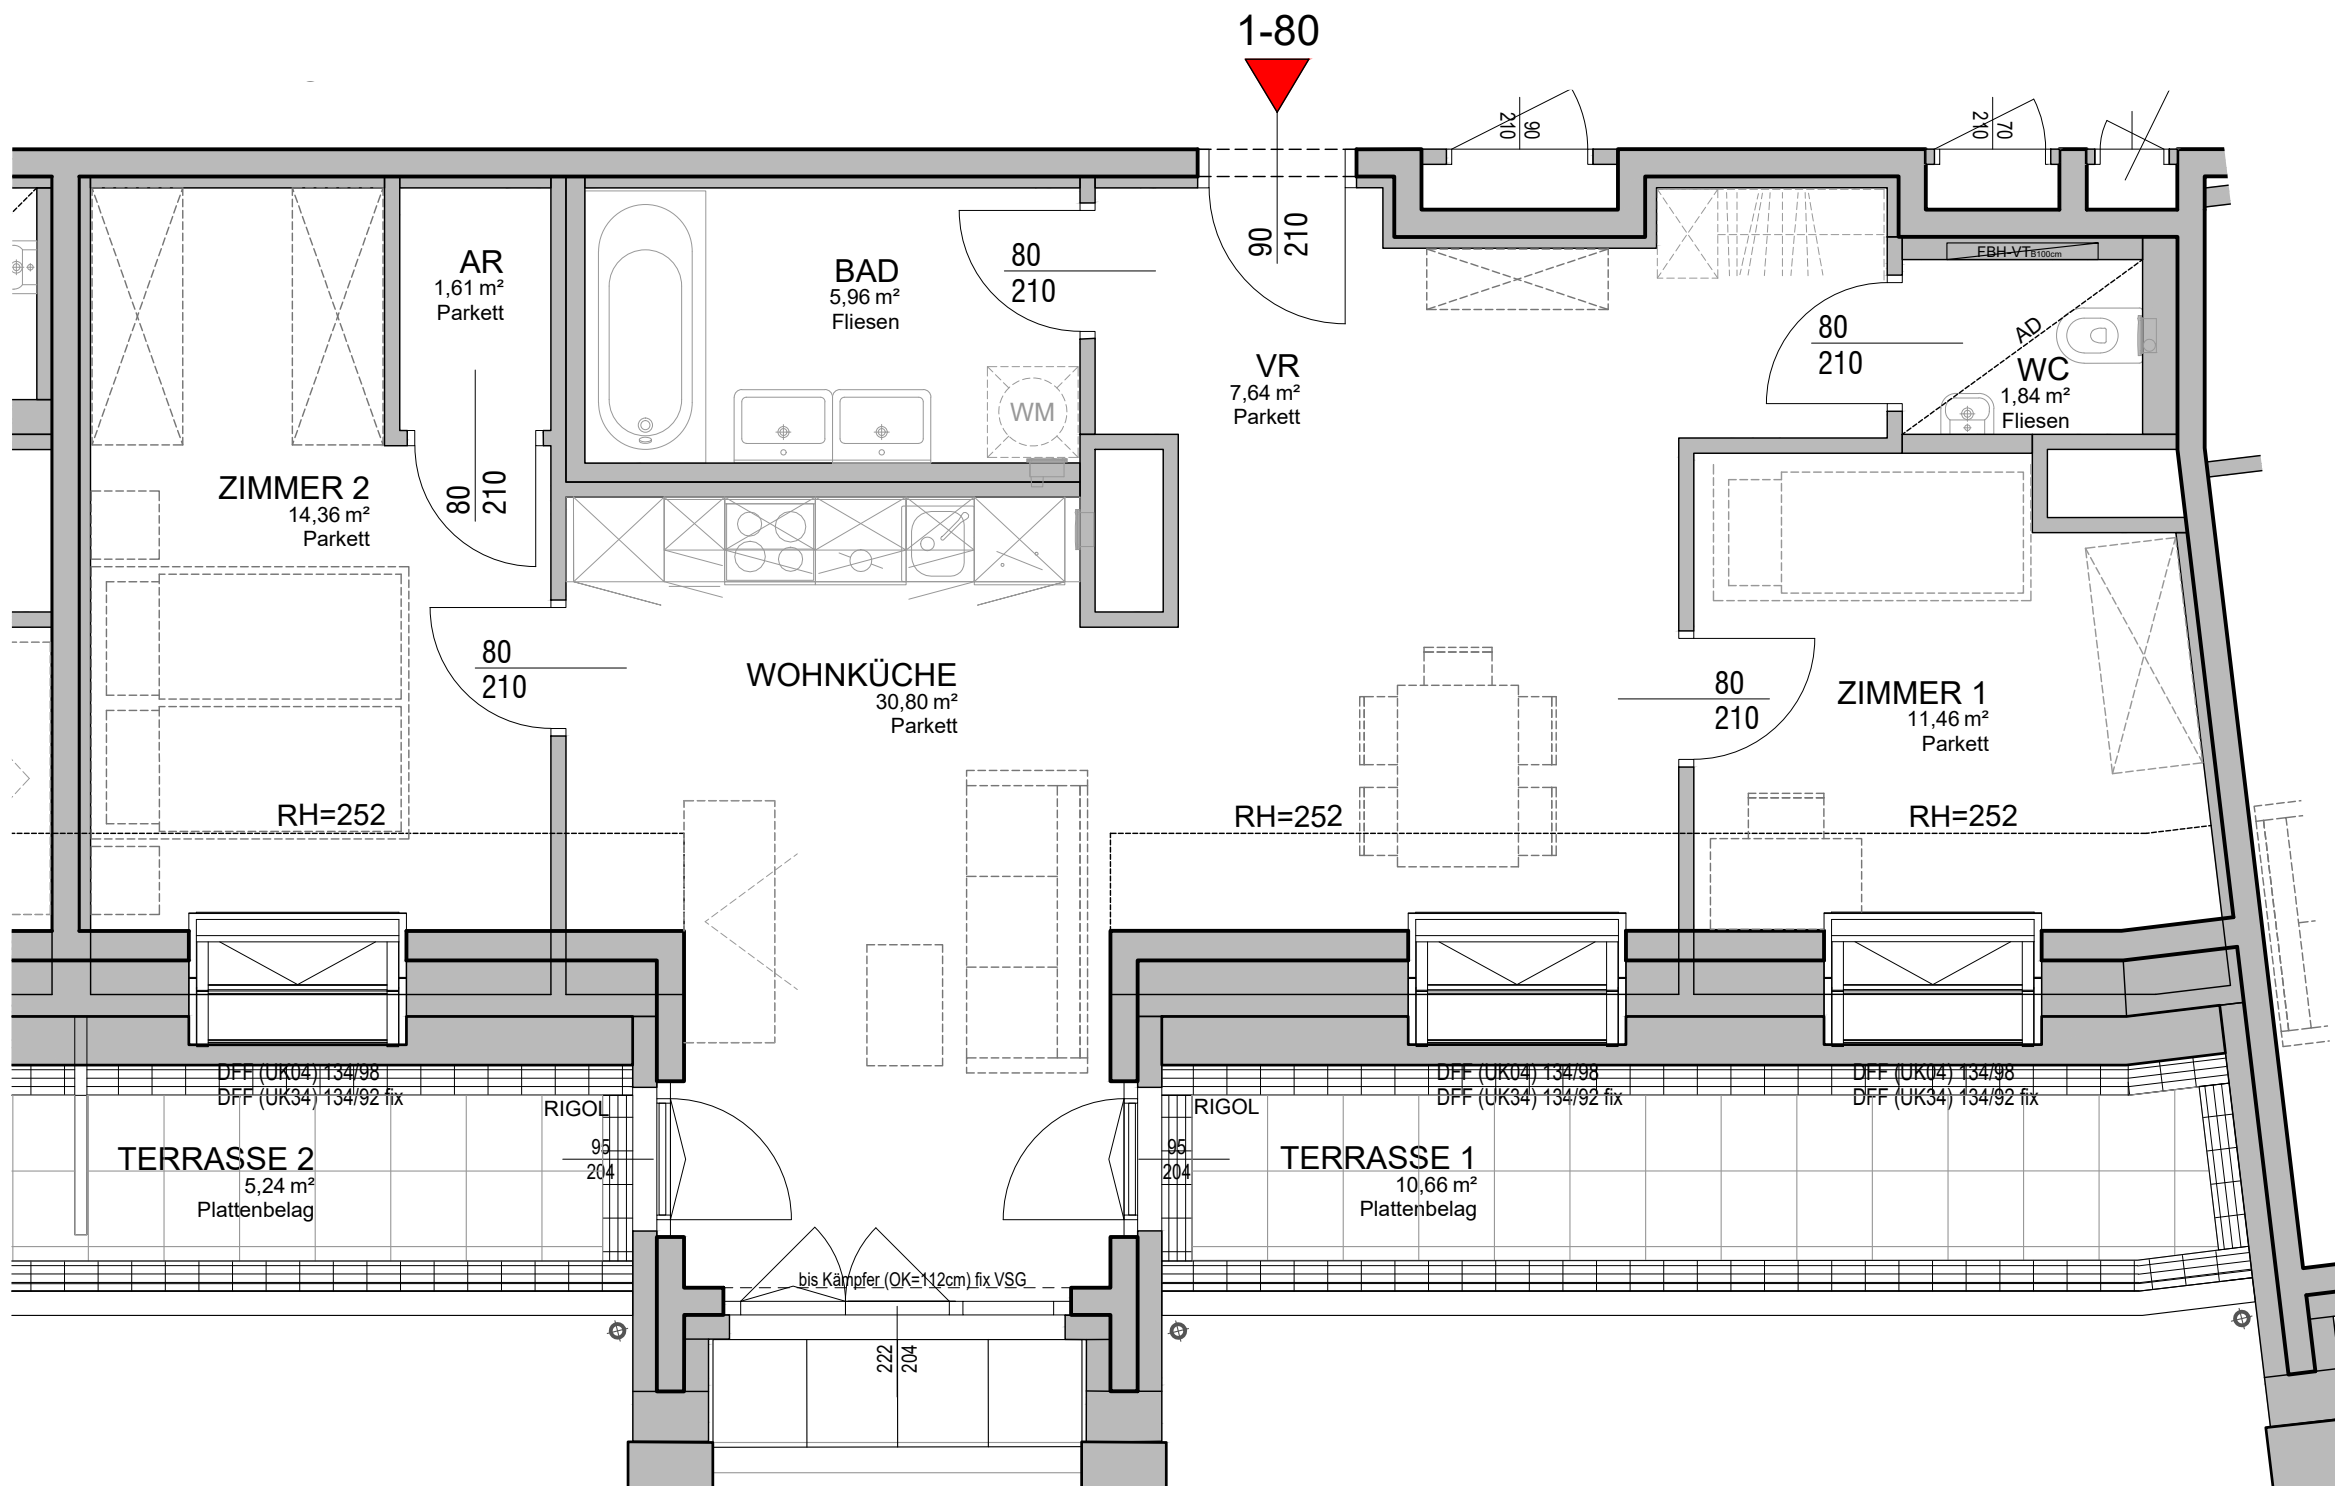 1-80
90
210
70
210
90
210
AR
1,61 m²
Parkett
BAD
5,96 m²
Fliesen
80
210
FBH-VT B100cm
80
210
AD
WC
1,84 m²
Fliesen
VR
7,64 m²
Parkett
WM
ZIMMER 2
14,36 m²
Parkett
80
210
80
210
WOHNKÜCHE
30,80 m²
Parkett
80
210
ZIMMER 1
11,46 m²
Parkett
RH=252
RH=252
RH=252
DFF (UK04) 134/98
DFF (UK34) 134/92 fix
DFF (UK04) 134/98
DFF (UK34) 134/92 fix
DFF (UK04) 134/98
DFF (UK34) 134/92 fix
RIGOL
RIGOL
95
204
95
204
TERRASSE 2
5,24 m²
Plattenbelag
TERRASSE 1
10,66 m²
Plattenbelag
bis Kämpfer (OK=112cm) fix VSG
222
204